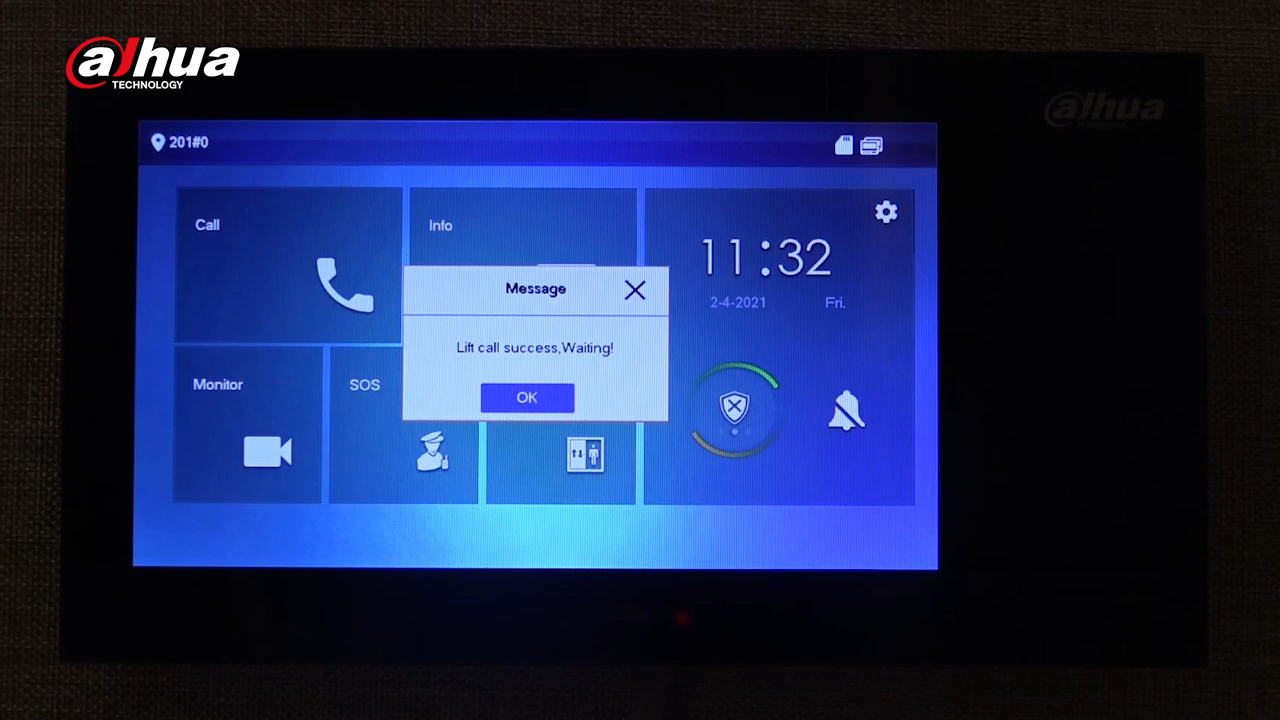 alhua
TECHNOLOGY
alhua
201#0
Call
Info
11:32
2-4-2021 Fri.
Message
Lift call success,Waiting!
OK
Monitor
SOS